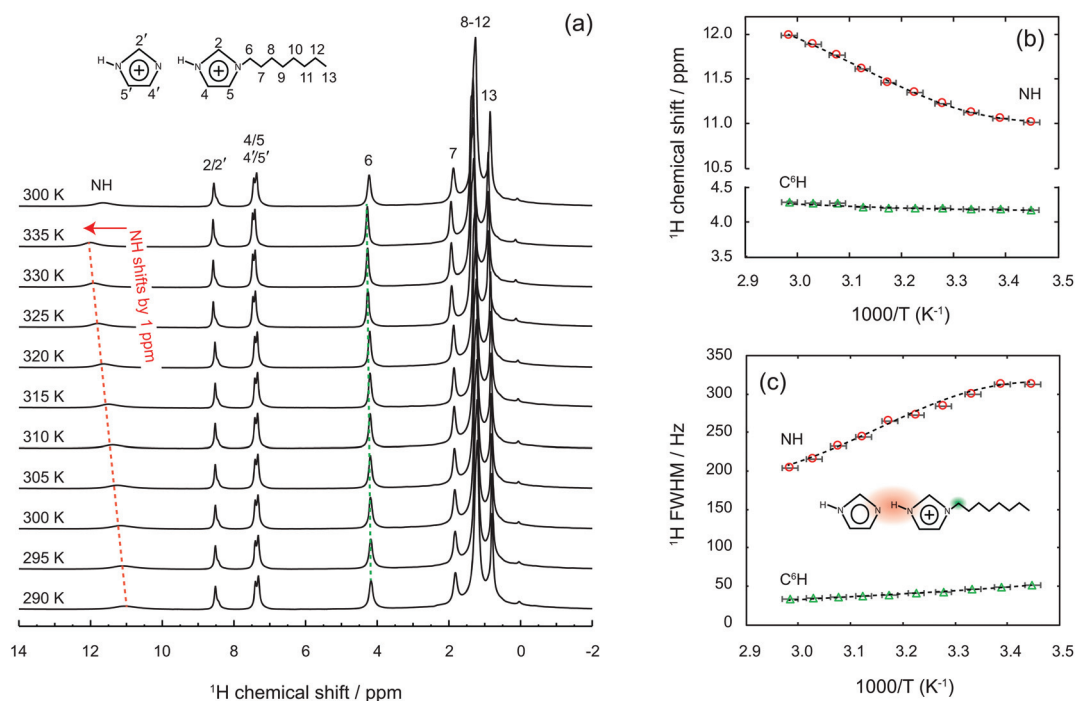 (a)
8-12
2'
H
N
N
5' 4'
2
6 8 10 12
H
N
N
7 9 11 13
4 5
13
4/5
4'/5'
2/2'
6
7
NH
300 K
335 K
330 K
325 K
320 K
315 K
310 K
305 K
300 K
295 K
290 K
NH shifts by 1 ppm
14 12 10 8 6 4 2 0 -2
¹H chemical shift / ppm
(b)
12.0
11.5
11.0
10.5
4.5
4.0
3.5
¹H chemical shift / ppm
NH
C⁶H
2.9 3.0 3.1 3.2 3.3 3.4 3.5
1000/T (K⁻¹)
(c)
350
300
250
200
150
100
50
0
¹H FWHM / Hz
NH
H
N
N
H
N
N
C⁶H
2.9 3.0 3.1 3.2 3.3 3.4 3.5
1000/T (K⁻¹)